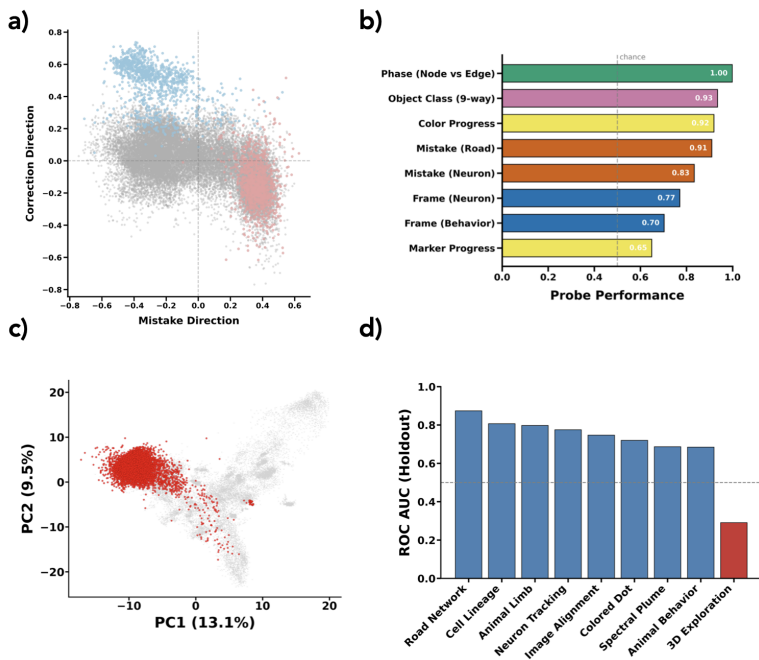 a)
0.8
0.6
0.4
0.2
0.0
−0.2
−0.4
−0.6
−0.8
Correction Direction
−0.8 −0.6 −0.4 −0.2 0.0 0.2 0.4 0.6
Mistake Direction
b)
chance
Phase (Node vs Edge) 1.00
Object Class (9-way) 0.93
Color Progress 0.92
Mistake (Road) 0.91
Mistake (Neuron) 0.83
Frame (Neuron) 0.77
Frame (Behavior) 0.70
Marker Progress 0.65
0.0 0.2 0.4 0.6 0.8 1.0
Probe Performance
c)
20
10
0
−10
−20
PC2 (9.5%)
−10 0 10 20
PC1 (13.1%)
d)
1.0
0.8
0.6
0.4
0.2
0.0
ROC AUC (Holdout)
Road Network
Cell Lineage
Animal Limb
Neuron Tracking
Image Alignment
Colored Dot
Spectral Plume
Animal Behavior
3D Exploration